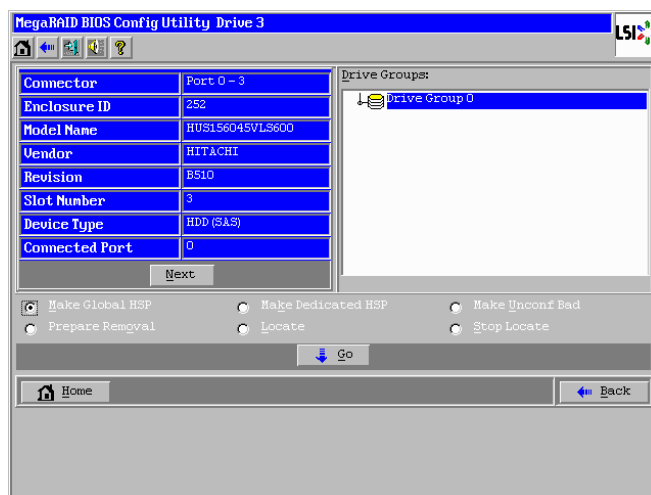 MegaRAID BIOS Config Utility Drive 3
LSI
?
Connector Port 0 - 3
Enclosure ID 252
Model Name HUS156045VLS600
Vendor HITACHI
Revision B510
Slot Number 3
Device Type HDD (SAS)
Connected Port 0
Next
Drive Groups:
Drive Group 0
Make Global HSP Make Dedicated HSP Make Unconf Bad
Prepare Removal Locate Stop Locate
Go
Home Back